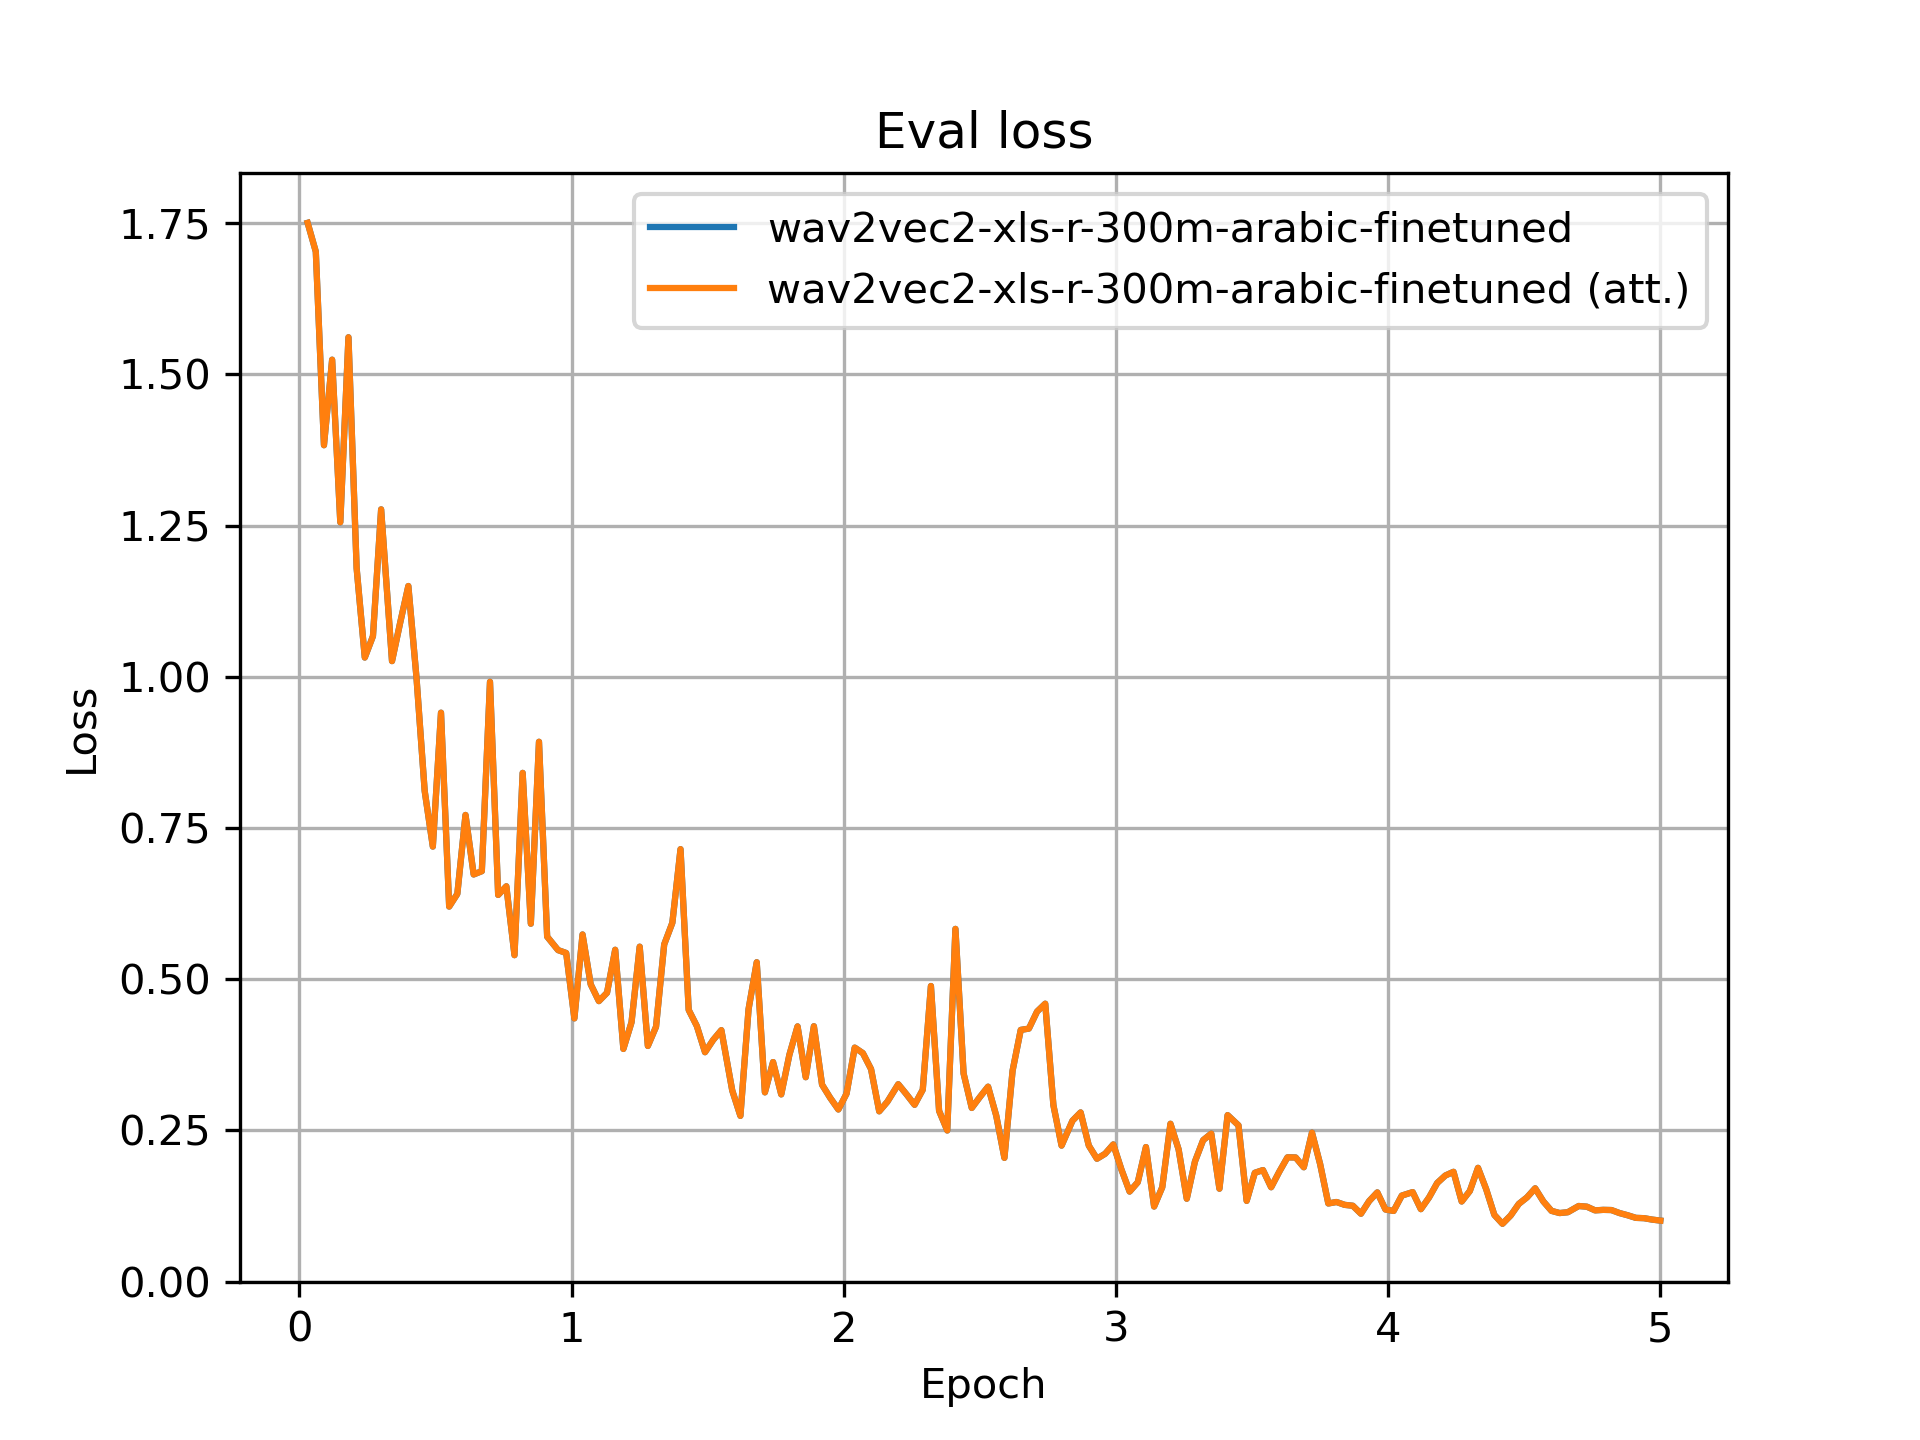 Eval loss
wav2vec2-xls-r-300m-arabic-finetuned
wav2vec2-xls-r-300m-arabic-finetuned (att.)
1.75
1.50
1.25
1.00
0.75
0.50
0.25
0.00
Loss
0 1 2 3 4 5
Epoch